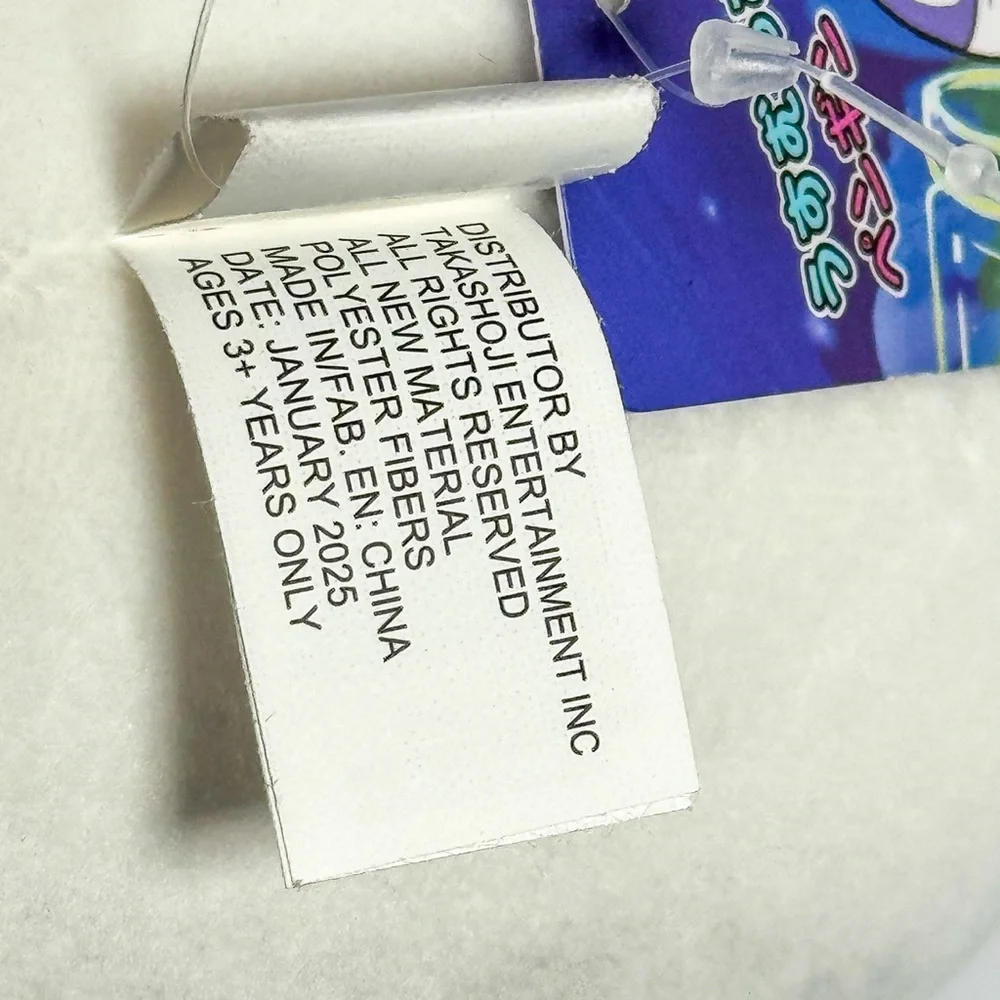 DISTRIBUTOR BY
TAKASHOJI ENTERTAINMENT INC
ALL RIGHTS RESERVED
ALL NEW MATERIAL
POLYESTER FIBERS
MADE IN/FAB. EN: CHINA
DATE: JANUARY 2025
AGES 3+ YEARS ONLY